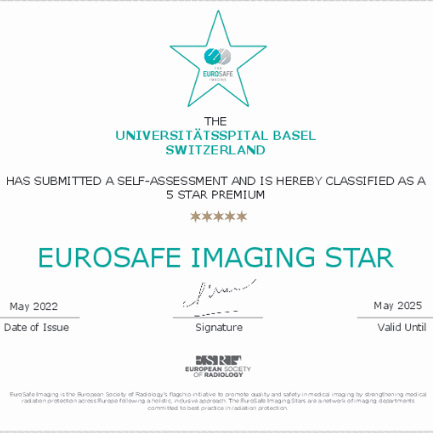 THE
EUROSAFE
IMAGING
THE
UNIVERSITÄTSSPITAL BASEL
SWITZERLAND
HAS SUBMITTED A SELF-ASSESSMENT AND IS HEREBY CLASSIFIED AS A
5 STAR PREMIUM
EUROSAFE IMAGING STAR
May 2022
May 2025
Date of Issue
Signature
Valid Until
ESR
EUROPEAN SOCIETY
OF RADIOLOGY
EuroSafe Imaging is the European Society of Radiology's flagship initiative to promote quality and safety in medical imaging by strengthening medical
radiation protection across Europe following a holistic, inclusive approach. The EuroSafe Imaging Stars are a network of imaging departments
committed to best practice in radiation protection.